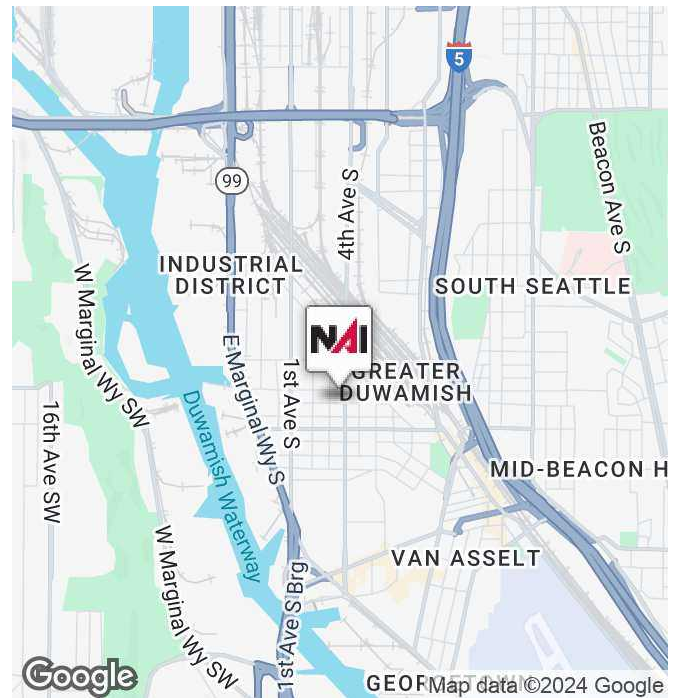 5
Beacon Ave S
99
4th Ave S
INDUSTRIAL
DISTRICT
SOUTH SEATTLE
W Marginal Wy SW
NAI
E Marginal Wy S
1st Ave S
GREATER
DUWAMISH
16th Ave SW
Duwamish Waterway
MID-BEACON H
W Marginal Wy SW
VAN ASSELT
1st Ave S Brg
GEORGETOWN
Google
Map data ©2024 Google